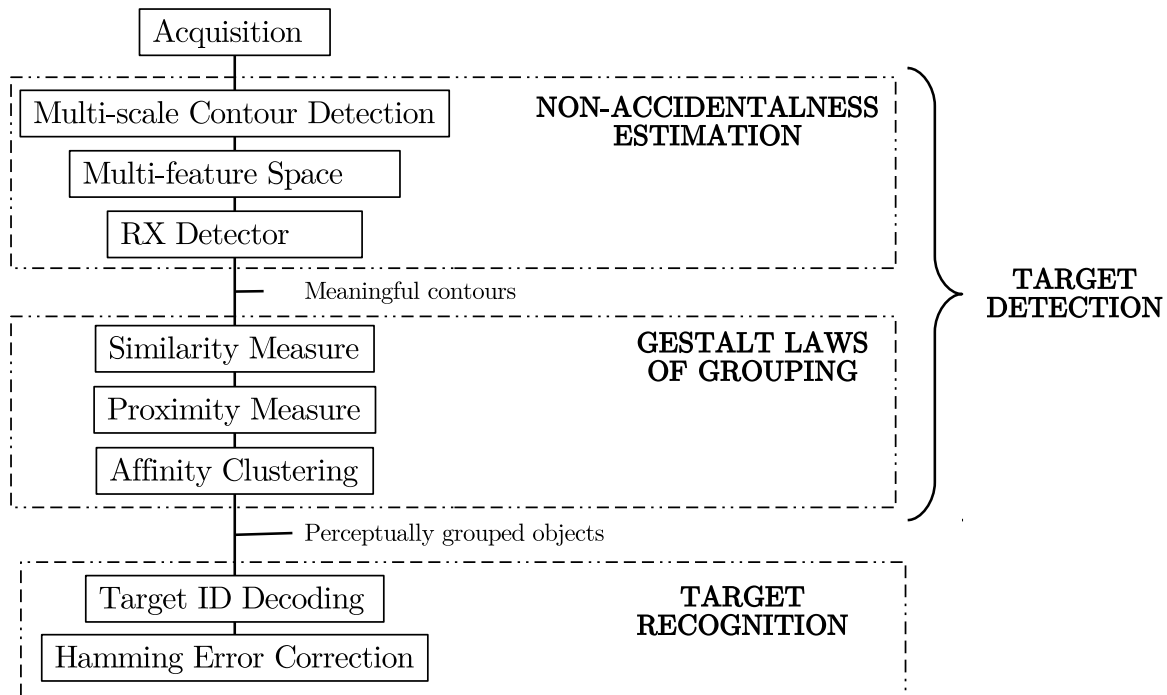 Acquisition
Multi-scale Contour Detection
NON-ACCIDENTALNESS
ESTIMATION
Multi-feature Space
RX Detector
Meaningful contours
TARGET
DETECTION
Similarity Measure
GESTALT LAWS
OF GROUPING
Proximity Measure
Affinity Clustering
Perceptually grouped objects
Target ID Decoding
TARGET
RECOGNITION
Hamming Error Correction